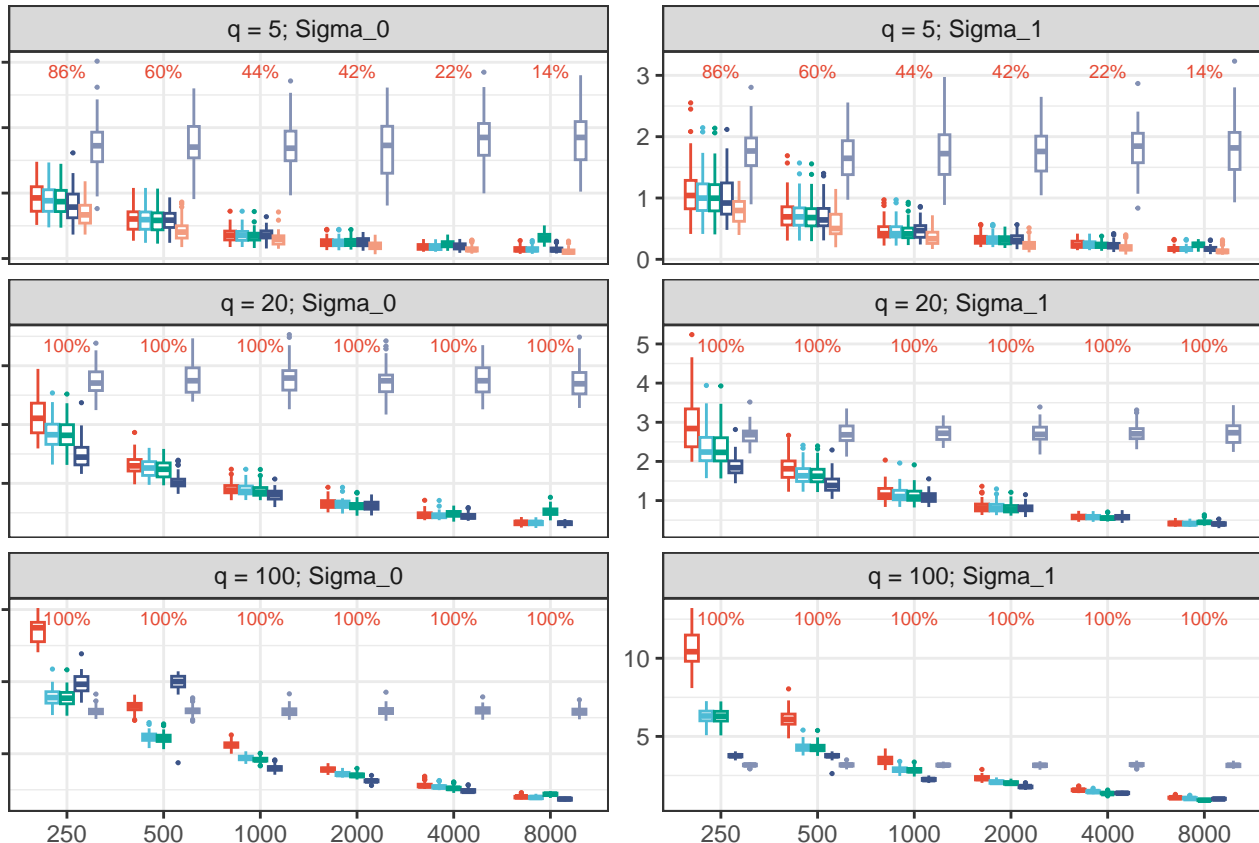 q = 5; Sigma_0
q = 5; Sigma_1
86% 60% 44% 42% 22% 14%
86% 60% 44% 42% 22% 14%
3
2
1
0
q = 20; Sigma_0
q = 20; Sigma_1
100% 100% 100% 100% 100% 100%
100% 100% 100% 100% 100% 100%
5
4
3
2
1
q = 100; Sigma_0
q = 100; Sigma_1
100% 100% 100% 100% 100% 100%
100% 100% 100% 100% 100% 100%
10
5
250 500 1000 2000 4000 8000
250 500 1000 2000 4000 8000